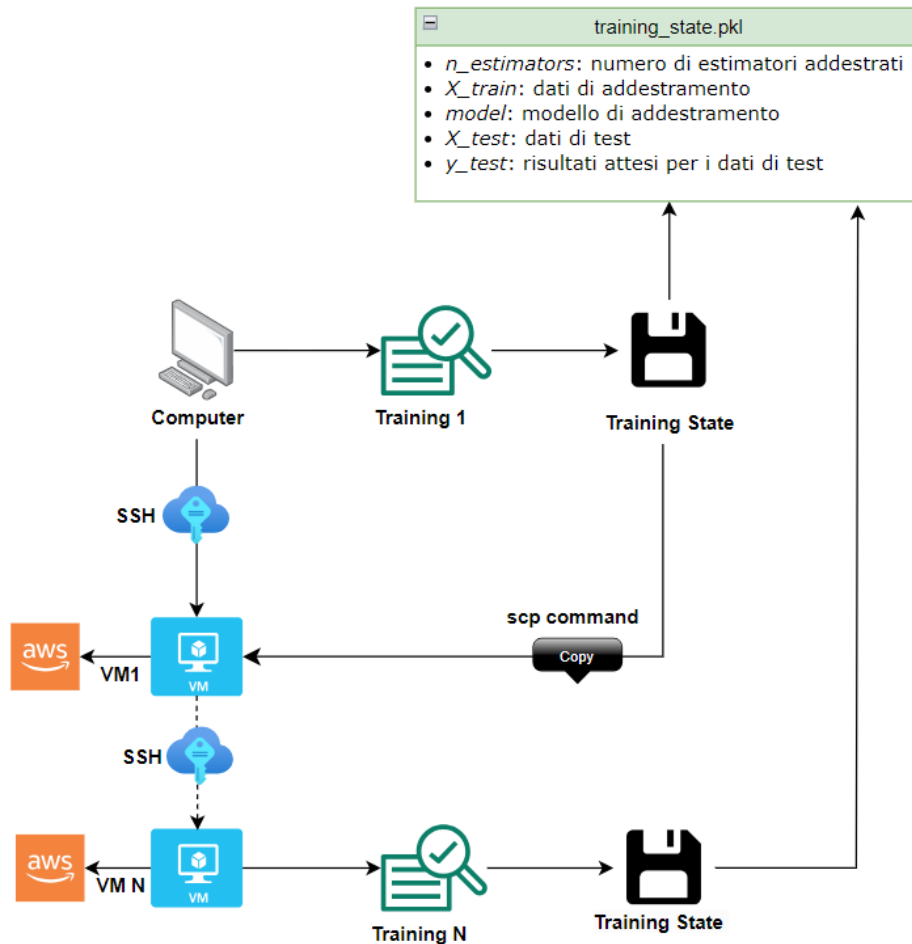 training_state.pkl
n_estimators: numero di estimatori addestrati
X_train: dati di addestramento
model: modello di addestramento
X_test: dati di test
y_test: risultati attesi per i dati di test
Computer
Training 1
Training State
SSH
scp command
Copy
aws
VM1
VM
SSH
aws
VM N
VM
Training N
Training State